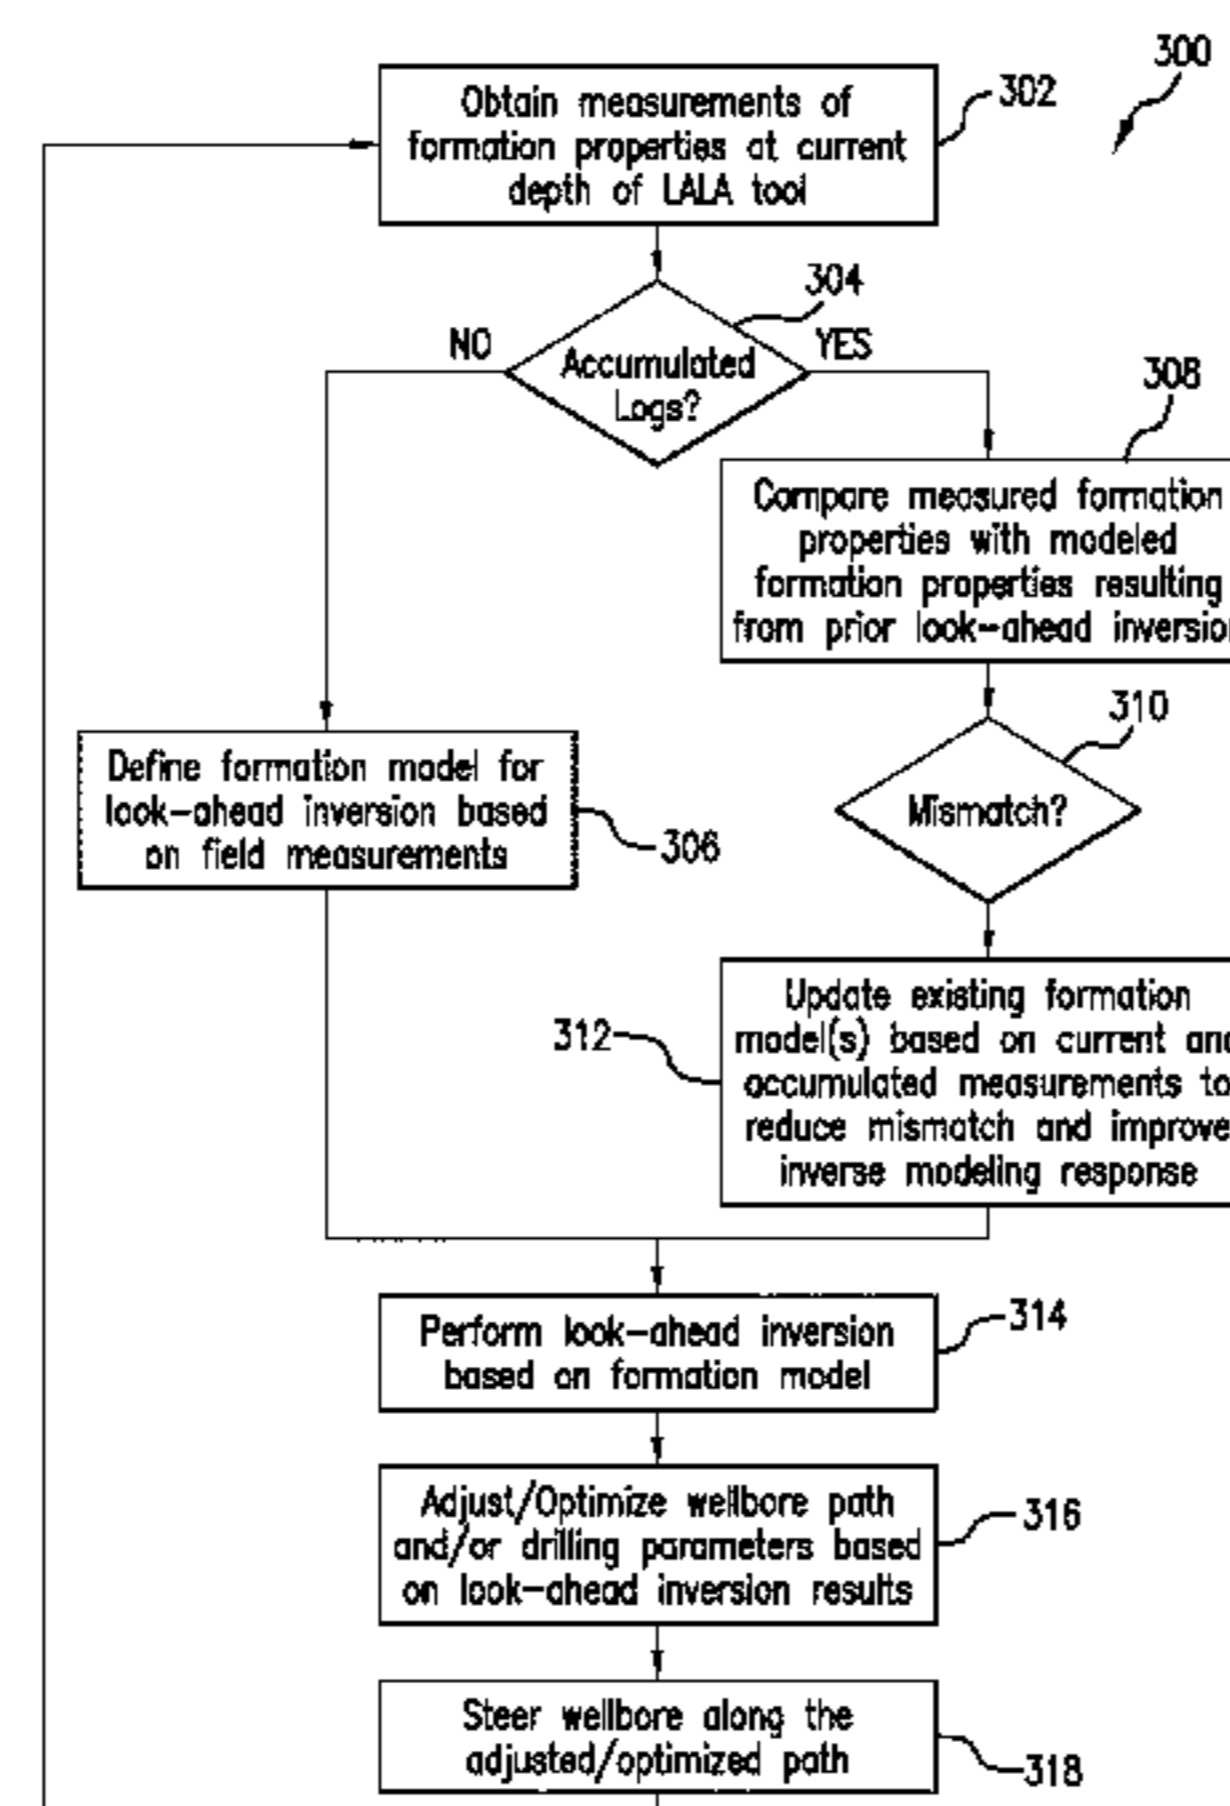 300
302
Obtain measurements of
formation properties at current
depth of LALA tool
304
NO
YES
Accumulated
Logs?
308
Compare measured formation
properties with modeled
formation properties resulting
from prior look-ahead inversion
310
Mismatch?
Define formation model for
look-ahead inversion based
on field measurements
306
312
Update existing formation
model(s) based on current and
accumulated measurements to
reduce mismatch and improve
inverse modeling response
314
Perform look-ahead inversion
based on formation model
316
Adjust/Optimize wellbore path
and/or drilling parameters based
on look-ahead inversion results
Steer wellbore along the
adjusted/optimized path
318